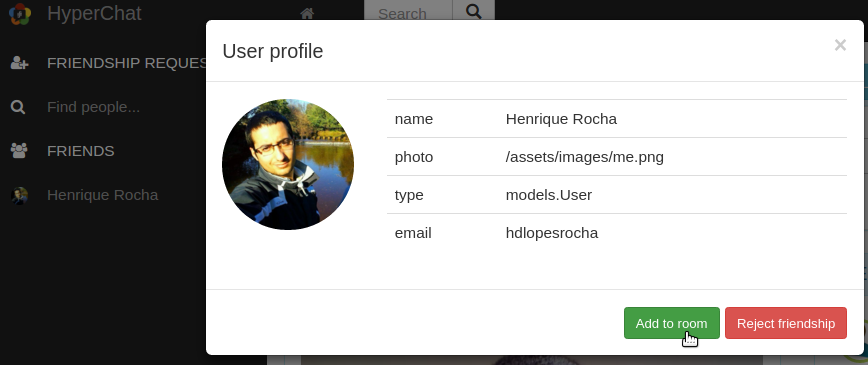 HyperChat
Search
FRIENDSHIP REQUES
Find people...
FRIENDS
Henrique Rocha
User profile
×
name Henrique Rocha
photo /assets/images/me.png
type models.User
email hdlopesrocha
Add to room Reject friendship